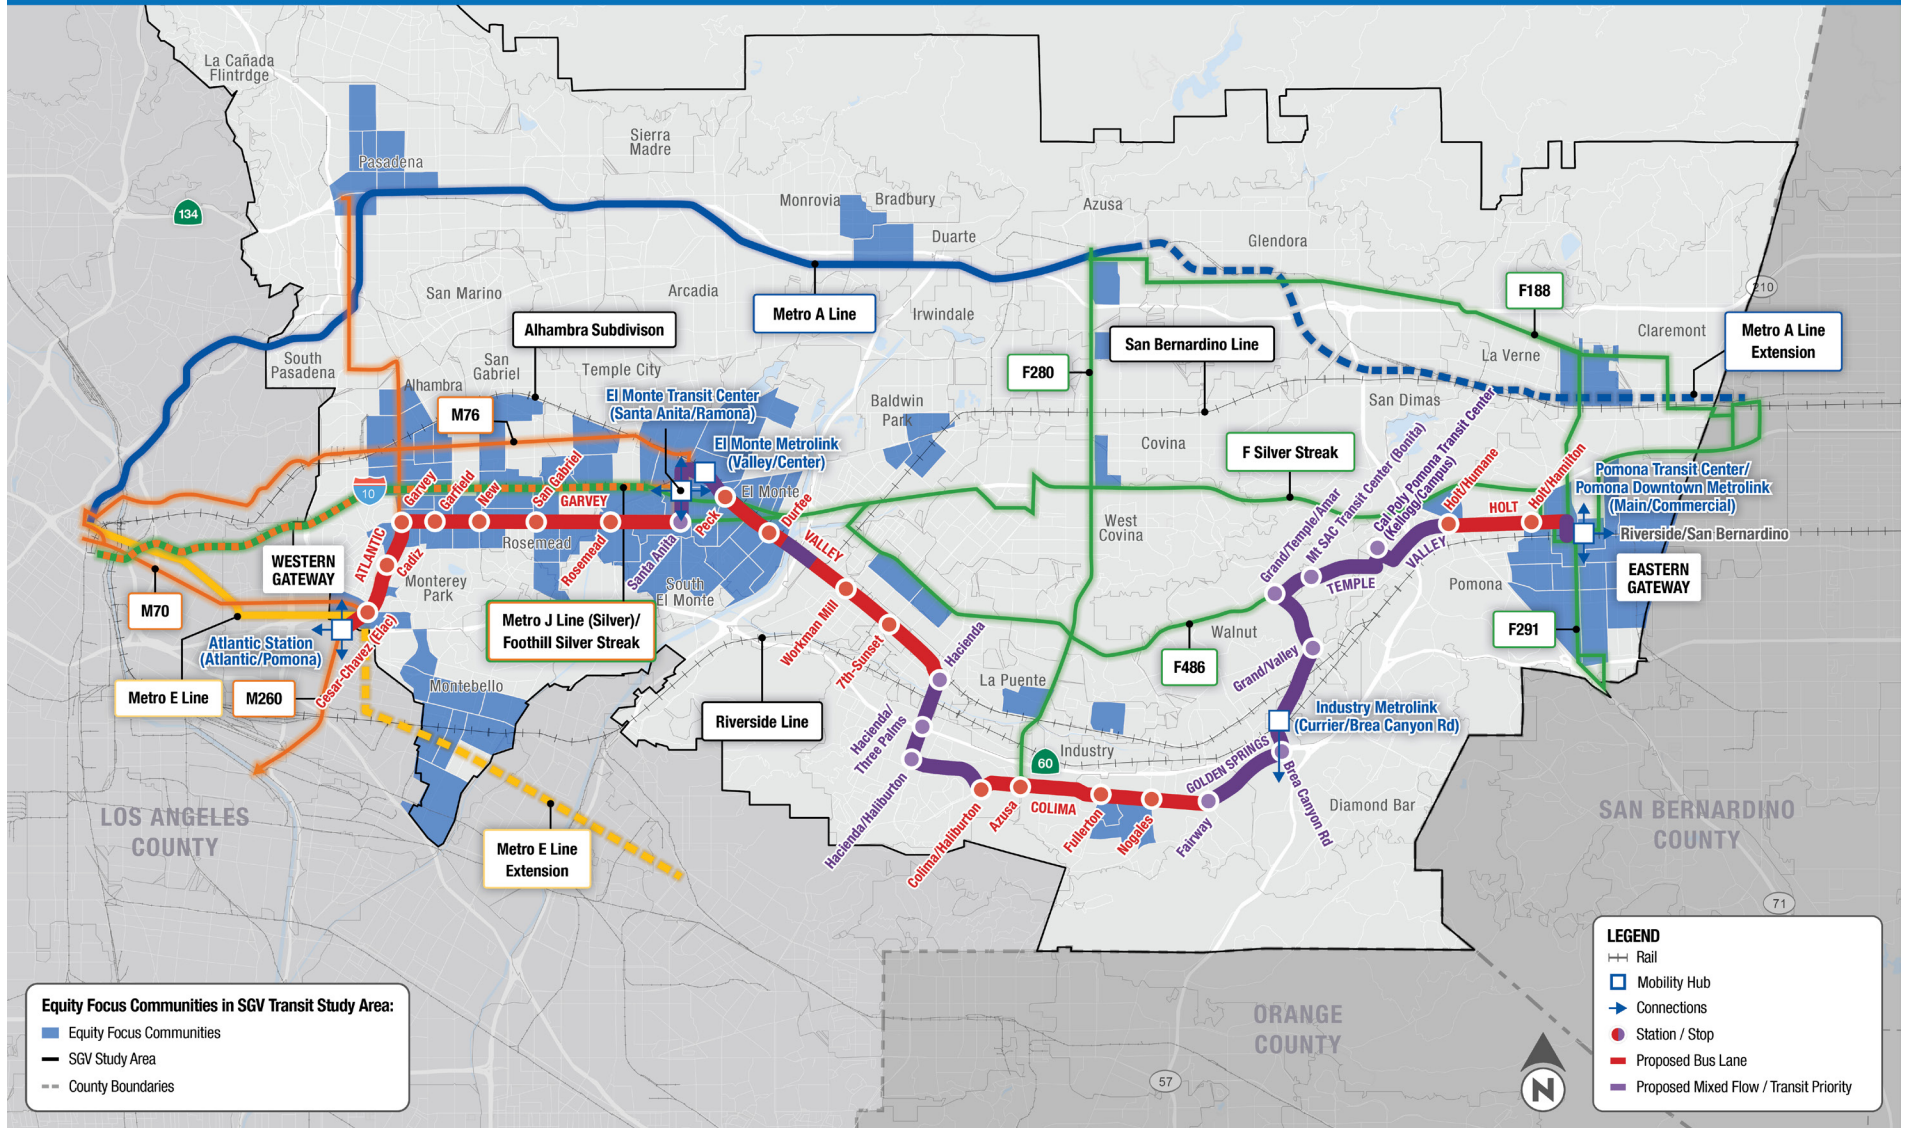 La Cañada
Flintrdge
Sierra
Madre
Pasadena
134
Monrovia
Bradbury
Azusa
Duarte
Glendora
San Marino
Arcadia
F188
210
Metro A Line
Irwindale
Alhambra Subdivison
San Bernardino Line
Claremont
Metro A Line
Extension
South
Pasadena
San
Gabriel
Temple City
F280
La Verne
Alhambra
El Monte Transit Center
(Santa Anita/Ramona)
Baldwin
Park
San Dimas
M76
El Monte Metrolink
(Valley/Center)
Covina
F Silver Streak
10
Garvey
Garfield
New
San Gabriel
GARVEY
El Monte
Peck
Durfee
West
Covina
Grand/Temple/Amar
Mt SAC Transit Center (Bonita)
Cal Poly Pomona Transit Center
(Kellogg/Campus)
Holt/Humane
HOLT
Holt/Hamilton
Pomona Transit Center/
Pomona Downtown Metrolink
(Main/Commercial)
Riverside/San Bernardino
WESTERN
GATEWAY
ATLANTIC
Cadiz
Rosemead
Rosemead
Santa Anita
VALLEY
VALLEY
TEMPLE
EASTERN
GATEWAY
Monterey
Park
South
El Monte
Pomona
M70
Metro J Line (Silver)/
Foothill Silver Streak
Workman Mill
7th-Sunset
Hacienda
Walnut
F291
Atlantic Station
(Atlantic/Pomona)
Cesar-Chavez (Elac)
F486
Grand/Valley
Metro E Line
M260
Montebello
La Puente
Riverside Line
Hacienda/
Three Palms
Industry Metrolink
(Currier/Brea Canyon Rd)
60
Industry
GOLDEN SPRINGS
Hacienda/Haliburton
Colima/Haliburton
Azusa
COLIMA
Fullerton
Nogales
Fairway
Brea Canyon Rd
Diamond Bar
LOS ANGELES
COUNTY
SAN BERNARDINO
COUNTY
Metro E Line
Extension
71
ORANGE
COUNTY
57
N
Equity Focus Communities in SGV Transit Study Area:
Equity Focus Communities
SGV Study Area
County Boundaries
LEGEND
Rail
Mobility Hub
Connections
Station / Stop
Proposed Bus Lane
Proposed Mixed Flow / Transit Priority